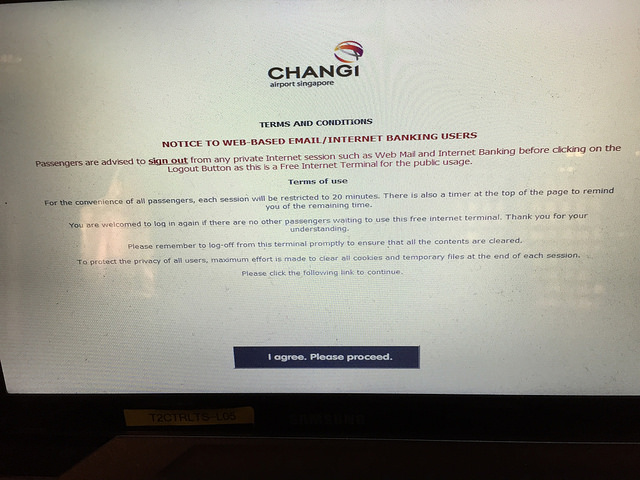 CHANGI
airport singapore
TERMS AND CONDITIONS
NOTICE TO WEB-BASED EMAIL/INTERNET BANKING USERS
Passengers are advised to sign out from any private Internet session such as Web Mail and Internet Banking before clicking on the
Logout Button as this is a Free Internet Terminal for the public usage.
Terms of use
For the convenience of all passengers, each session will be restricted to 20 minutes. There is also a timer at the top of the page to remind
you of the remaining time.
You are welcomed to log in again if there are no other passengers waiting to use this free internet terminal. Thank you for your
understanding.
Please remember to log-off from this terminal promptly to ensure that all the contents are cleared.
To protect the privacy of all users, maximum effort is made to clear all cookies and temporary files at the end of each session.
Please click the following link to continue.
I agree. Please proceed.
T2CTRLTS-L05
SAMSUNG